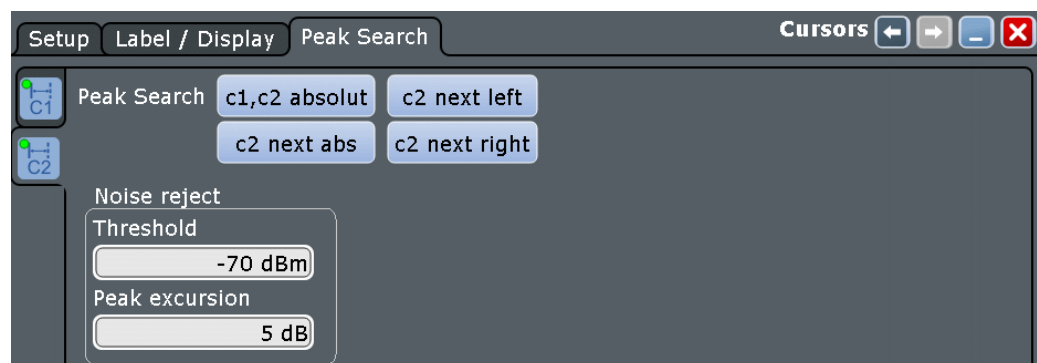 Setup Label / Display Peak Search Cursors
C1 Peak Search c1,c2 absolut c2 next left
C2 c2 next abs c2 next right
Noise reject
Threshold
-70 dBm
Peak excursion
5 dB